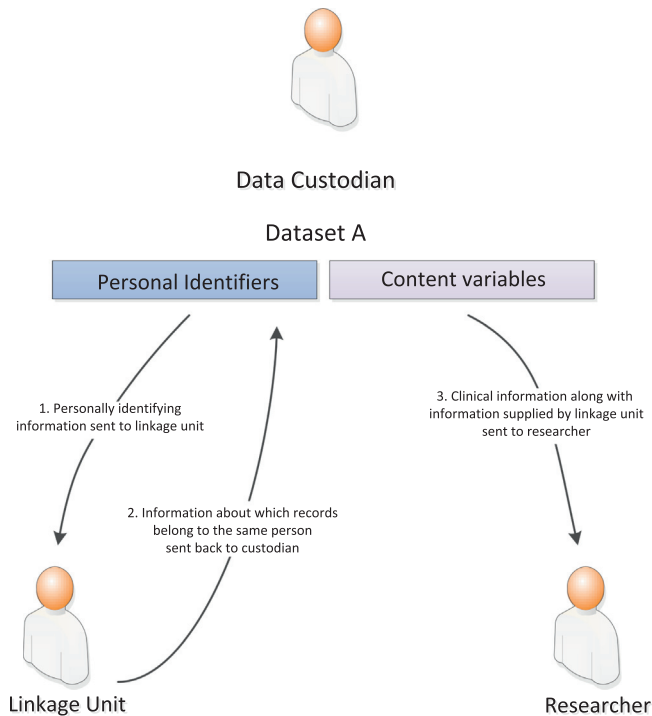 Data Custodian
Dataset A
Personal Identifiers
Content variables
1. Personally identifying
information sent to linkage unit
3. Clinical information along with
information supplied by linkage unit
sent to researcher
2. Information about which records
belong to the same person
sent back to custodian
Linkage Unit
Researcher